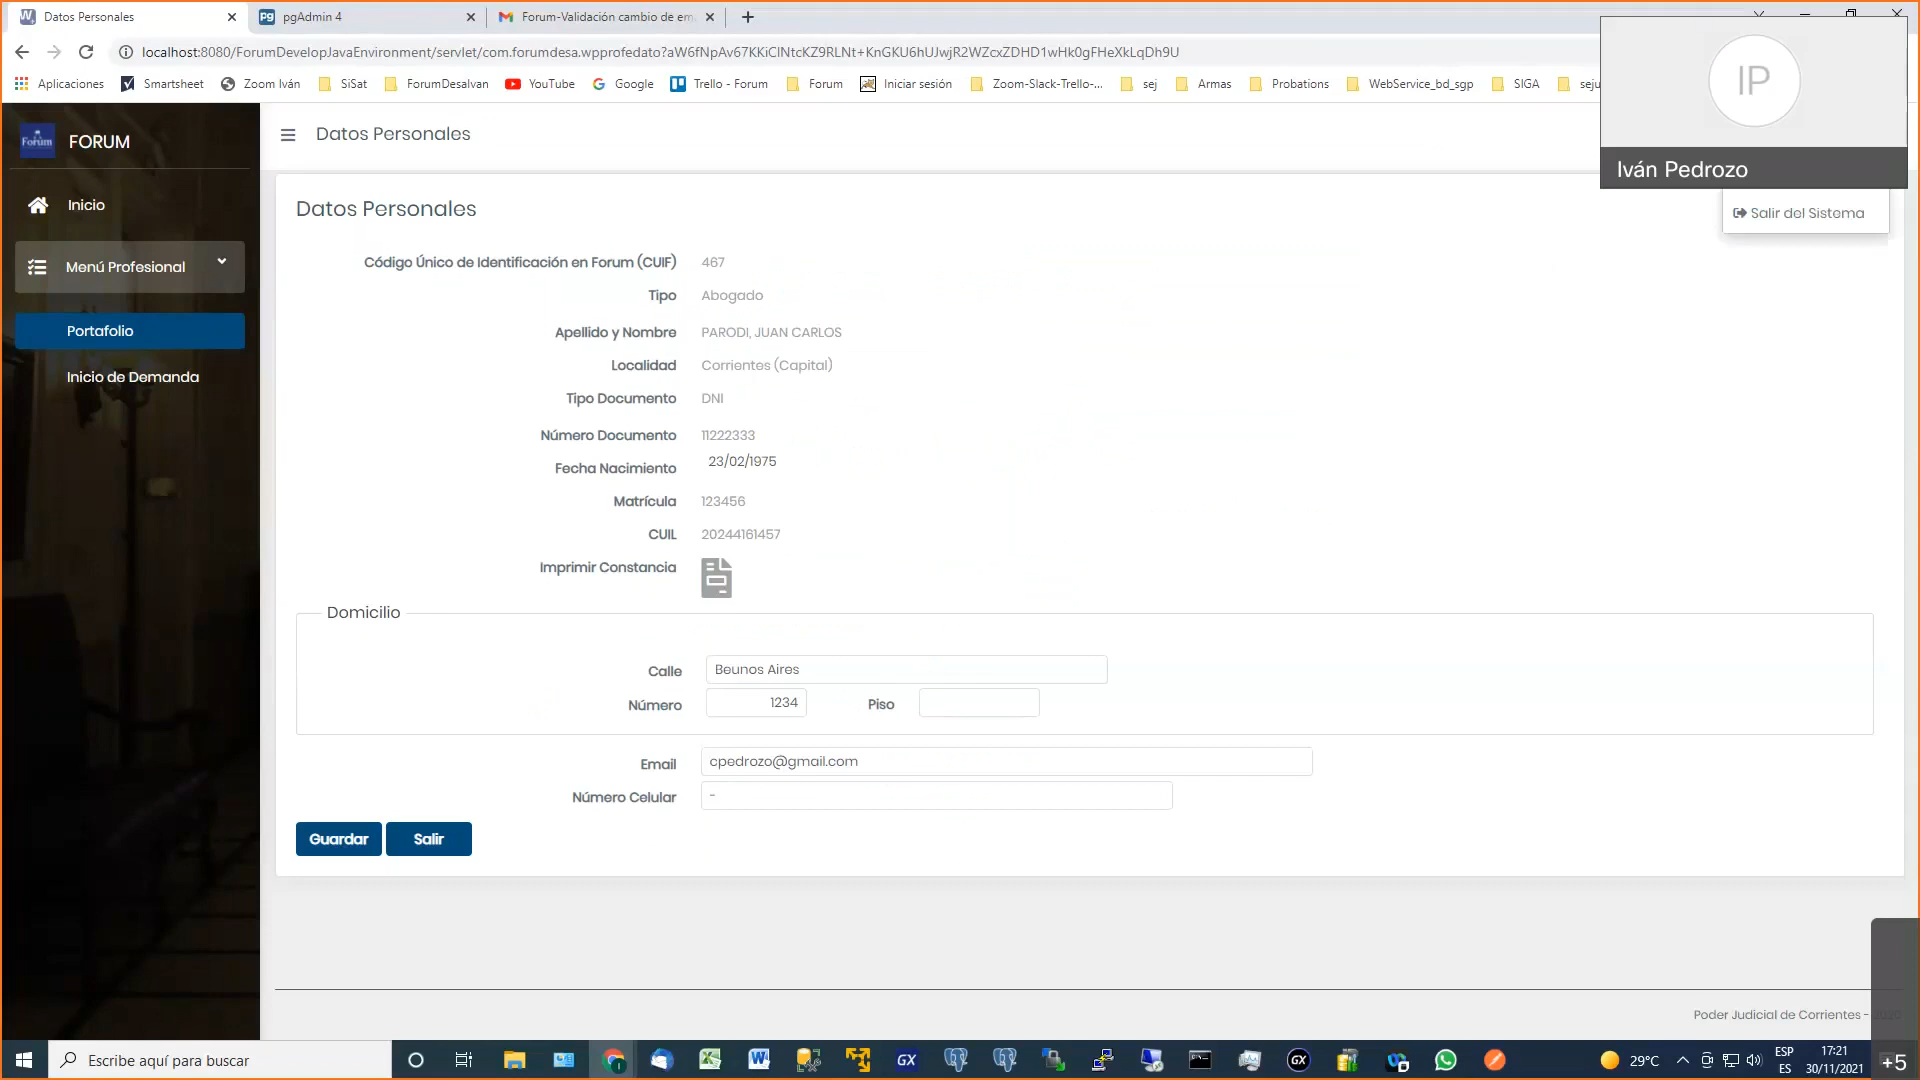 Datos Personales
pgAdmin 4
Forum-Validación cambio de em
localhost:8080/ForumDevelopJavaEnvironment/servlet/com.forumdesa.wpprofedato?aW6fNpAv67KKiClNtcKZ9RLNt+KnGKU6hUJwjR2WZcxZDHD1wHk0gFHeXkLqDh9U
Aplicaciones
Smartsheet
Zoom Iván
SiSat
ForumDesaIvan
YouTube
Google
Trello - Forum
Forum
Iniciar sesión
Zoom-Slack-Trello-...
sej
Armas
Probations
WebService_bd_sgp
SIGA
seju
IP
Iván Pedrozo
Forum
FORUM
Datos Personales
Inicio
Menú Profesional
Portafolio
Inicio de Demanda
Salir del Sistema
Datos Personales
Código Único de Identificación en Forum (CUIF) 467
Tipo Abogado
Apellido y Nombre PARODI, JUAN CARLOS
Localidad Corrientes (Capital)
Tipo Documento DNI
Número Documento 11222333
Fecha Nacimiento 23/02/1975
Matrícula 123456
CUIL 20244161457
Imprimir Constancia
Domicilio
Calle Beunos Aires
Número 1234 Piso
Email cpedrozo@gmail.com
Número Celular -
Guardar Salir
Poder Judicial de Corrientes -
Escribe aquí para buscar
GX
GX
29°C
ESP
ES
17:21
30/11/2021
+5